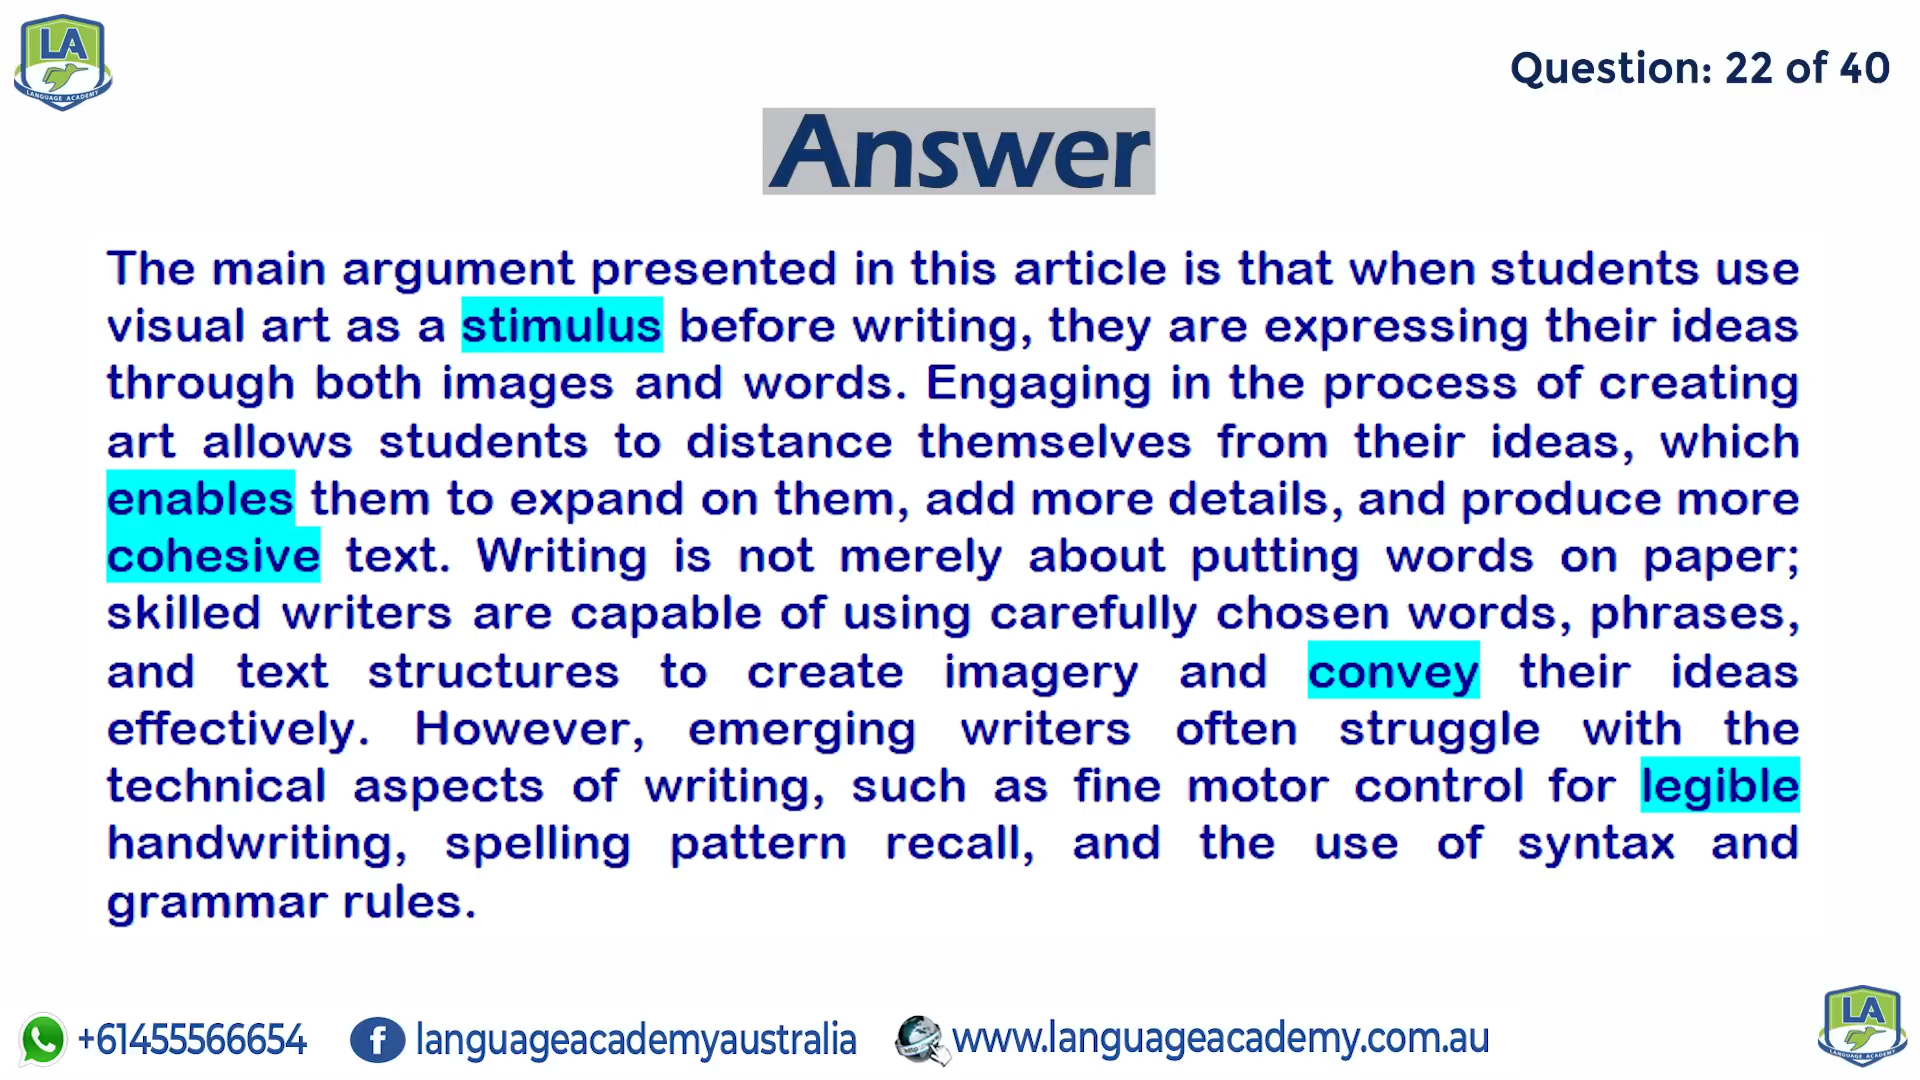 LA
LANGUAGE ACADEMY
Question: 22 of 40
Answer
The main argument presented in this article is that when students use
visual art as a stimulus before writing, they are expressing their ideas
through both images and words. Engaging in the process of creating
art allows students to distance themselves from their ideas, which
enables them to expand on them, add more details, and produce more
cohesive text. Writing is not merely about putting words on paper;
skilled writers are capable of using carefully chosen words, phrases,
and text structures to create imagery and convey their ideas
effectively. However, emerging writers often struggle with the
technical aspects of writing, such as fine motor control for legible
handwriting, spelling pattern recall, and the use of syntax and
grammar rules.
+61455566654
f languageacademyaustralia
http www.languageacademy.com.au
LA
LANGUAGE ACADEMY